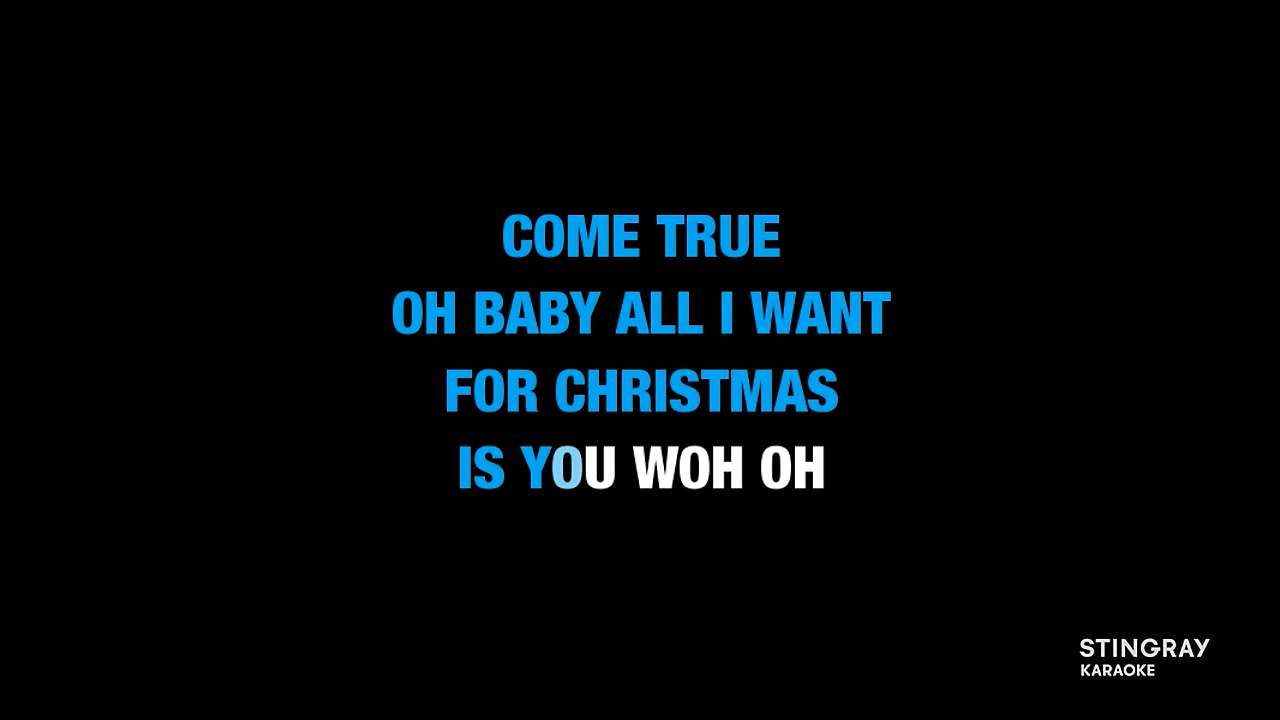 COME TRUE
OH BABY ALL I WANT
FOR CHRISTMAS
IS YOU WOH OH
STINGRAY
KARAOKE